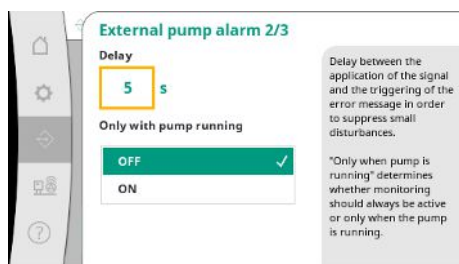 External pump alarm 2/3
Delay
5 s
Only with pump running
OFF
ON
Delay between the
application of the signal
and the triggering of the
error message in order
to suppress small
disturbances.
"Only when pump is
running" determines
whether monitoring
should always be active
or only when the pump
is running.